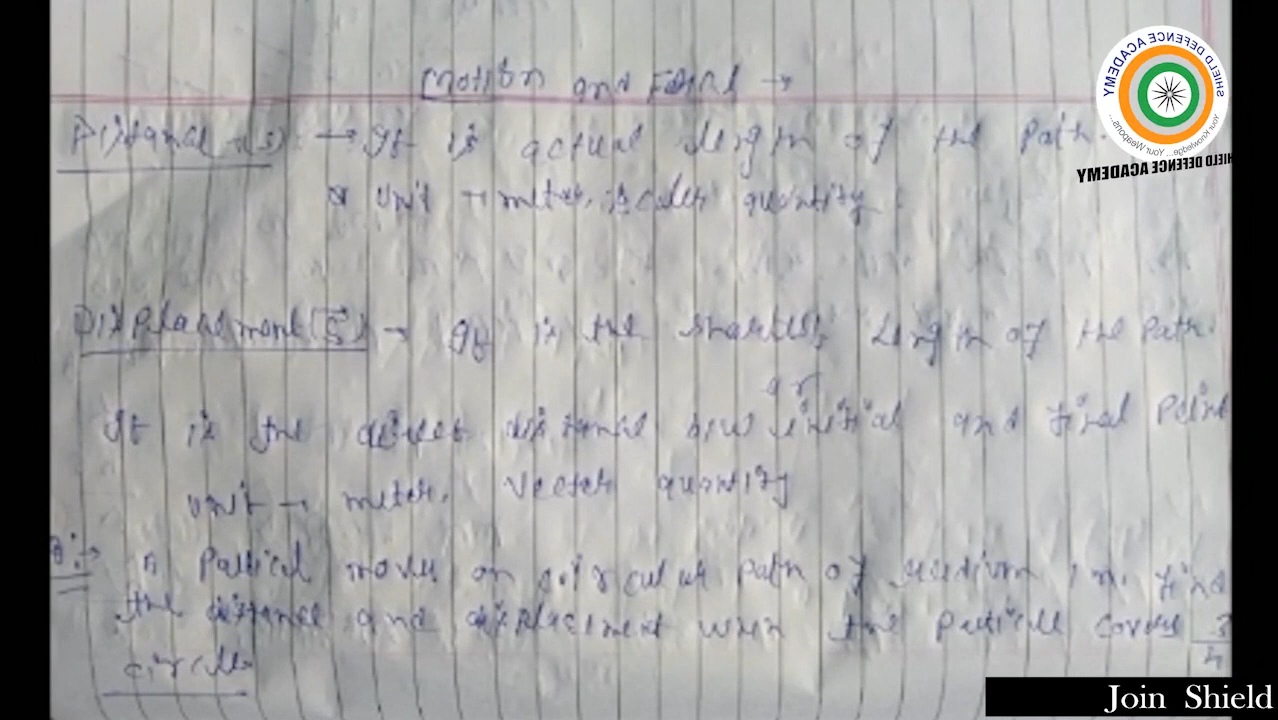 Motion and Force →
Distance (s) → It is actual length of the Path.
Unit → meter, scaler quantity.
Displacement (s⃗) → It is the shortest length of the Path.
or
It is the direct distance b/w initial and final Point
unit → meter. Vector quantity
Q:→ A Particle moves on circular path of radius 1 m. find
the distance and displacement when the Particle covers 3/4
circle
SHIELD DEFENCE ACADEMY
Your Knowledge... Your Weapons...
SHIELD DEFENCE ACADEMY
Join Shield